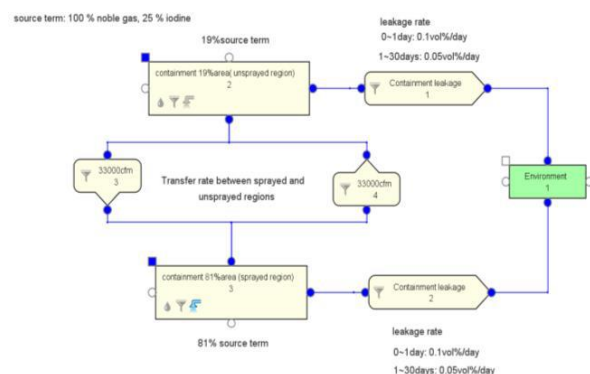 source term: 100 % noble gas, 25 % iodine
leakage rate
0~1day: 0.1vol%/day
1~30days: 0.05vol%/day
19%source term
containment 19%area( unsprayed region)
2
Containment leakage
1
33000cfm
3
Transfer rate between sprayed and
unsprayed regions
33000cfm
4
Environment
1
containment 81%area (sprayed region)
3
Containment leakage
2
81% source term
leakage rate
0~1day: 0.1vol%/day
1~30days: 0.05vol%/day